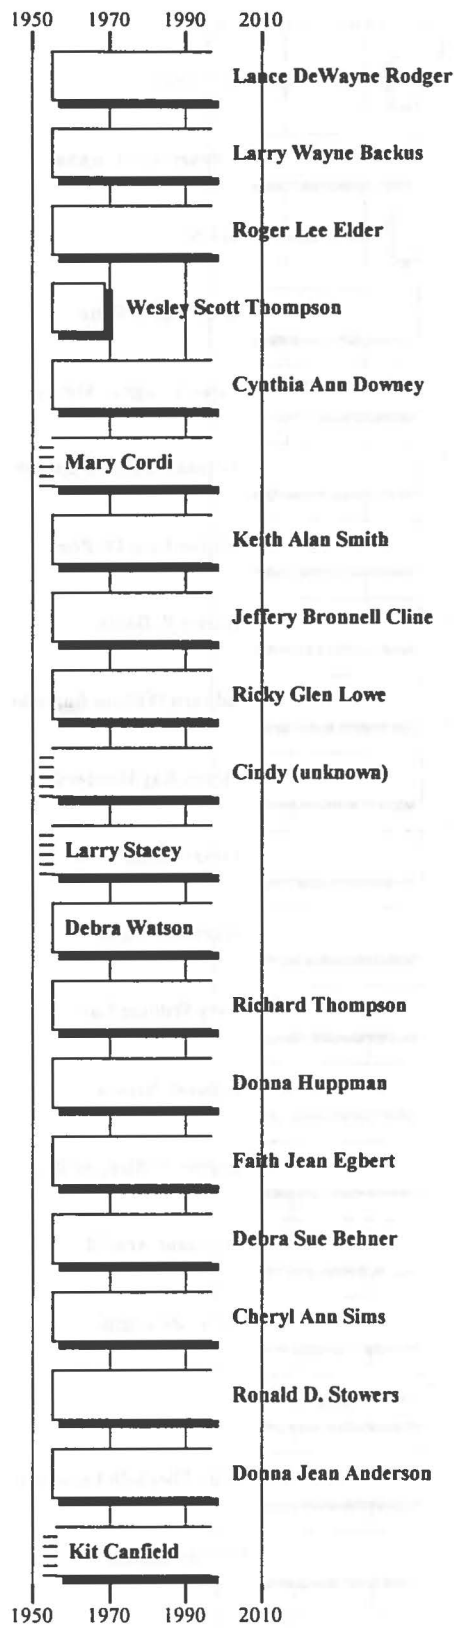 1950 1970 1990 2010
Lance DeWayne Rodger
Larry Wayne Backus
Roger Lee Elder
Wesley Scott Thompson
Cynthia Ann Downey
Mary Cordi
Keith Alan Smith
Jeffery Bronnell Cline
Ricky Glen Lowe
Cindy (unknown)
Larry Stacey
Debra Watson
Richard Thompson
Donna Huppman
Faith Jean Egbert
Debra Sue Behner
Cheryl Ann Sims
Ronald D. Stowers
Donna Jean Anderson
Kit Canfield
1950 1970 1990 2010